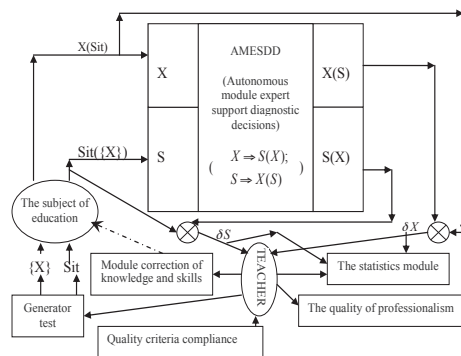 X(Sit)
X
AMESDD
(Autonomous
module expert
support diagnostic
decisions)
X(S)
Sit({X})
S
( X ⇒ S(X);
S ⇒ X(S) )
S(X)
The subject of
education
δS
δX
{X}
Sit
Module correction of
knowledge and skills
TEACHER
The statistics module
Generator
test
The quality of professionalism
Quality criteria compliance